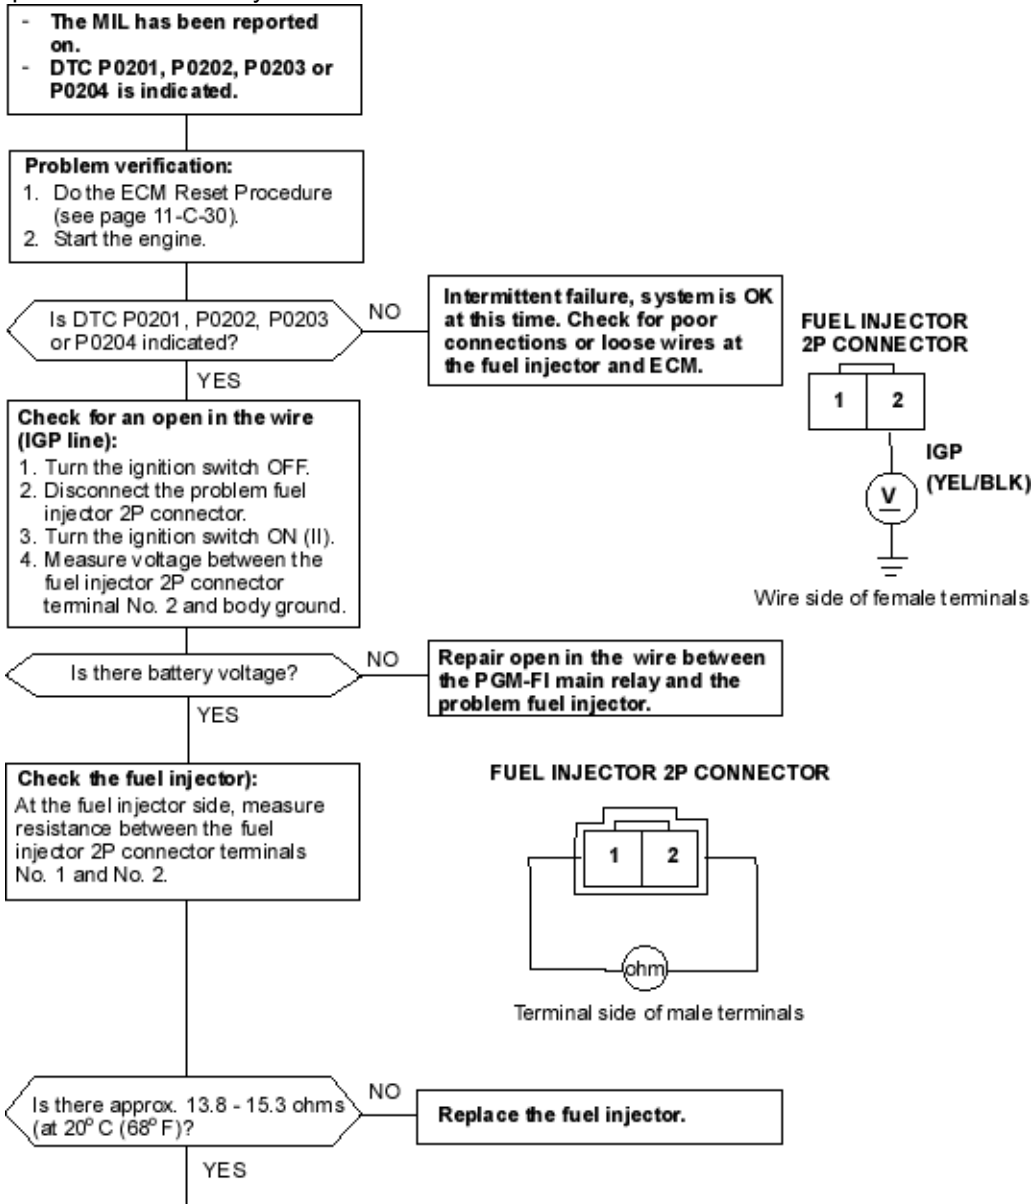 - The MIL has been reported
on.
- DTC P0201, P0202, P0203 or
P0204 is indicated.
Problem verification:
1. Do the ECM Reset Procedure
(see page 11-C-30).
2. Start the engine.
Is DTC P0201, P0202, P0203
or P0204 indicated?
NO
Intermittent failure, system is OK
at this time. Check for poor
connections or loose wires at
the fuel injector and ECM.
YES
FUEL INJECTOR
2P CONNECTOR
1 2
IGP
(YEL/BLK)
V
Wire side of female terminals
Check for an open in the wire
(IGP line):
1. Turn the ignition switch OFF.
2. Disconnect the problem fuel
injector 2P connector.
3. Turn the ignition switch ON (II).
4. Measure voltage between the
fuel injector 2P connector
terminal No. 2 and body ground.
Is there battery voltage?
NO
Repair open in the wire between
the PGM-FI main relay and the
problem fuel injector.
YES
Check the fuel injector):
At the fuel injector side, measure
resistance between the fuel
injector 2P connector terminals
No. 1 and No. 2.
FUEL INJECTOR 2P CONNECTOR
1 2
ohm
Terminal side of male terminals
Is there approx. 13.8 - 15.3 ohms
(at 20° C (68° F)?
NO
Replace the fuel injector.
YES